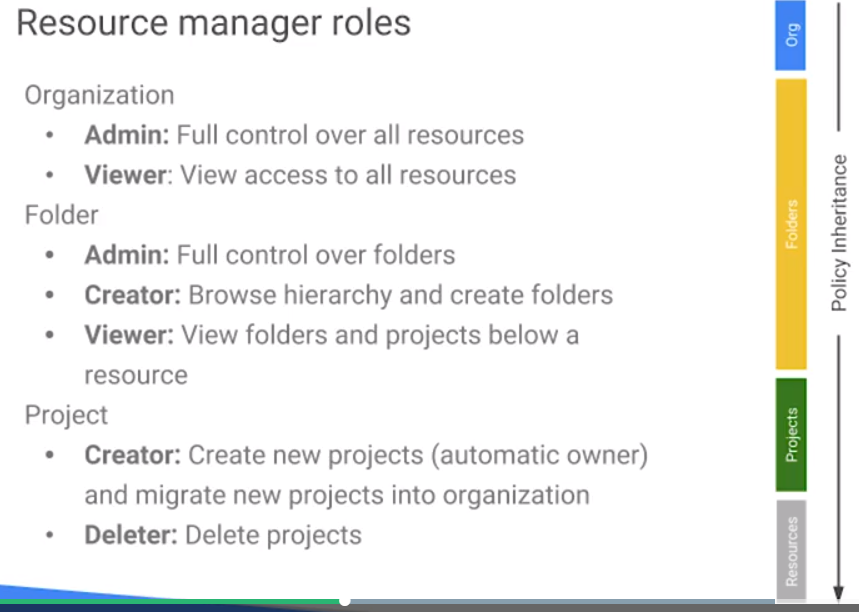 Resource manager roles
Organization
• Admin: Full control over all resources
• Viewer: View access to all resources
Folder
• Admin: Full control over folders
• Creator: Browse hierarchy and create folders
• Viewer: View folders and projects below a
resource
Project
• Creator: Create new projects (automatic owner)
and migrate new projects into organization
• Deleter: Delete projects
Org
Folders
Projects
Resources
Policy Inheritance